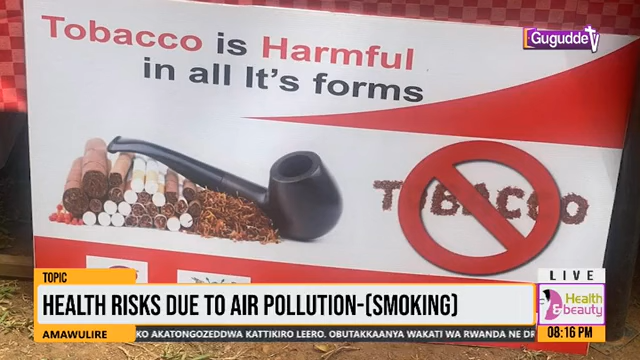 Tobacco is Harmful
in all It's forms
Gugudde tv
TOBACCO
TOPIC
HEALTH RISKS DUE TO AIR POLLUTION-(SMOKING)
LIVE
Health
& beauty
AMAWULIRE
KO AKATONGOZEDDWA KATTIKIRO LEERO. OBUTAKKAANYA WAKATI WA RWANDA NE DR
08:16 PM